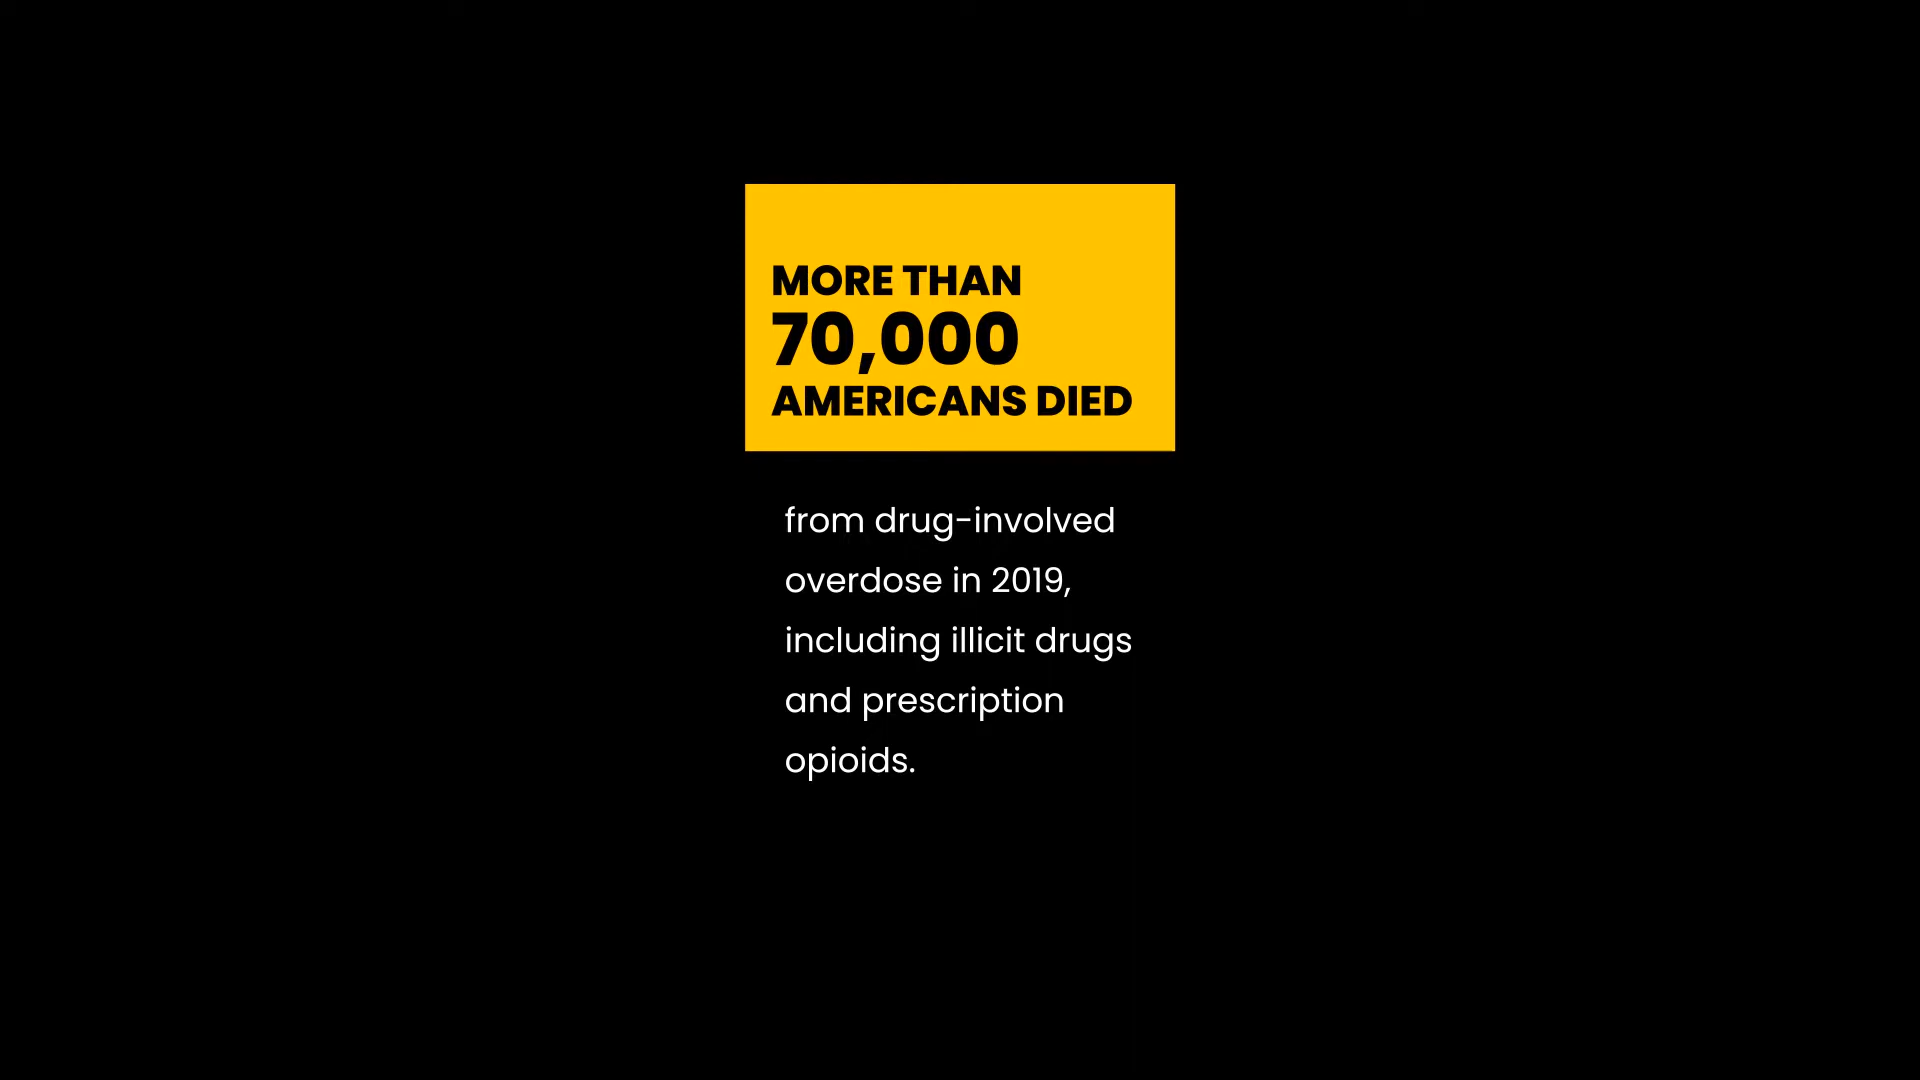 MORE THAN
70,000
AMERICANS DIED
from drug-involved
overdose in 2019,
including illicit drugs
and prescription
opioids.